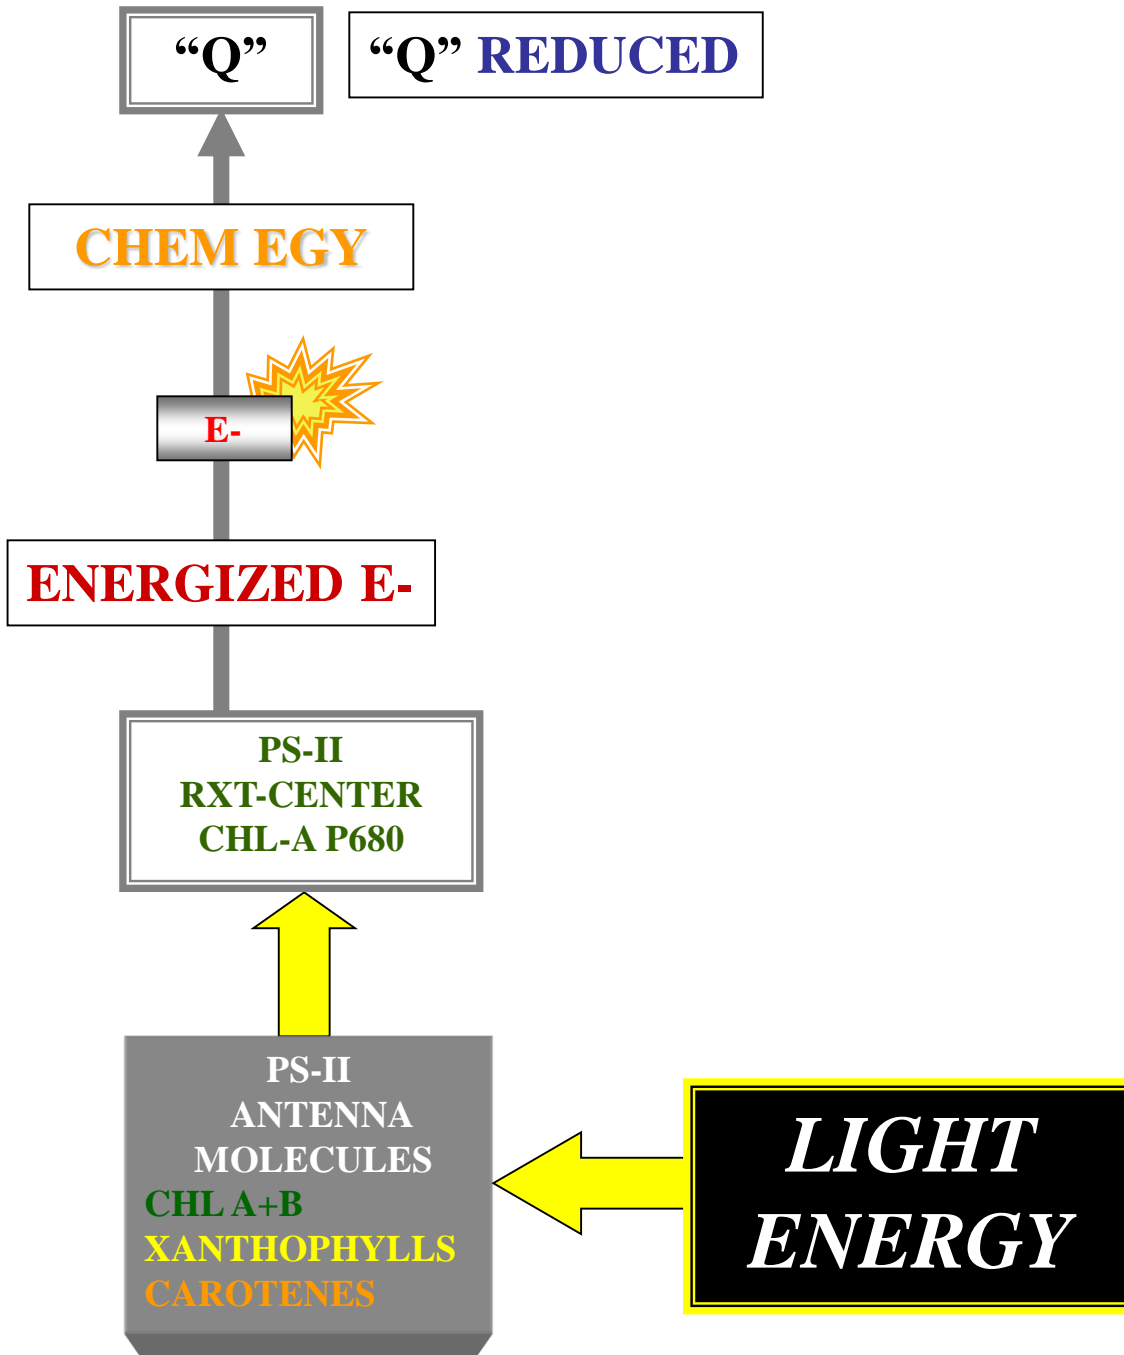 “Q”
“Q” REDUCED
CHEM EGY
E-
ENERGIZED E-
PS-II
RXT-CENTER
CHL-A P680
PS-II
ANTENNA
MOLECULES
CHL A+B
XANTHOPHYLLS
CAROTENES
LIGHT
ENERGY